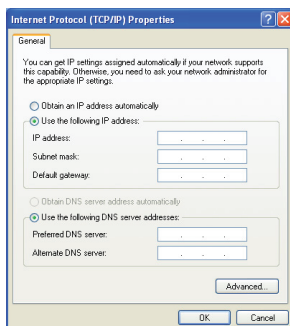 Internet Protocol (TCP/IP) Properties
General
You can get IP settings assigned automatically if your network supports
this capability. Otherwise, you need to ask your network administrator for
the appropriate IP settings.
Obtain an IP address automatically
Use the following IP address:
IP address:
Subnet mask:
Default gateway:
Obtain DNS server address automatically
Use the following DNS server addresses:
Preferred DNS server:
Alternate DNS server:
Advanced...
OK
Cancel